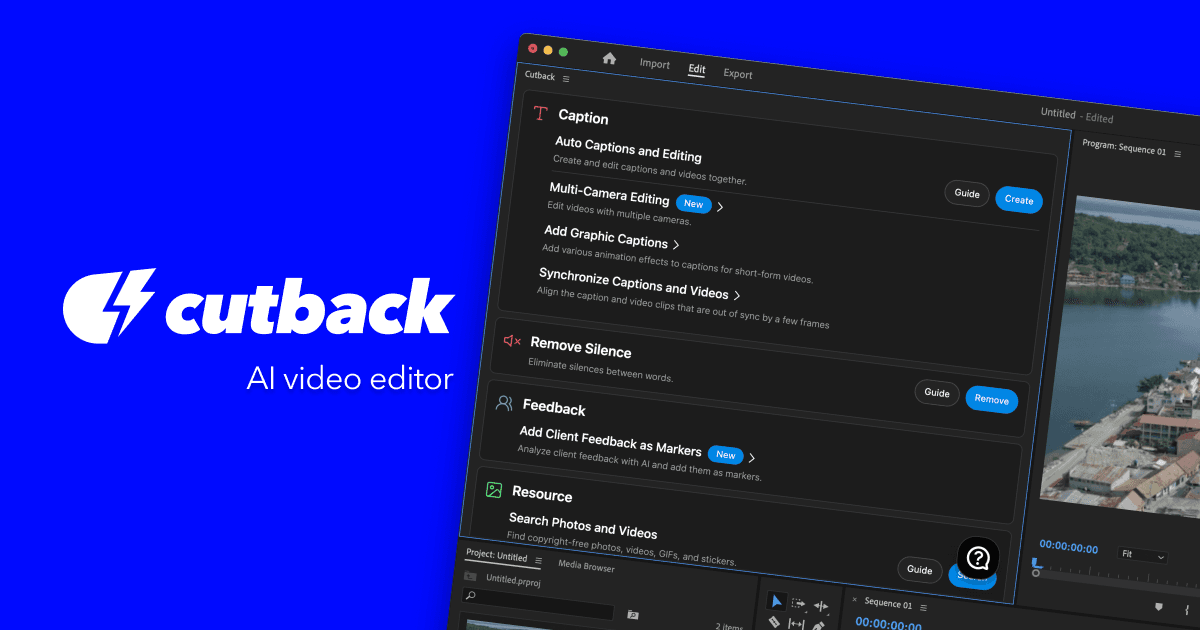 cutback
AI video editor
Import Edit Export
Untitled - Edited
Cutback
Caption
Auto Captions and Editing
Create and edit captions and videos together.
Guide Create
Multi-Camera Editing New
Edit videos with multiple cameras.
Add Graphic Captions
Add various animation effects to captions for short-form videos.
Synchronize Captions and Videos
Align the caption and video clips that are out of sync by a few frames
Remove Silence
Eliminate silences between words.
Guide Remove
Feedback
Add Client Feedback as Markers New
Analyze client feedback with AI and add them as markers.
Resource
Search Photos and Videos
Find copyright-free photos, videos, GIFs, and stickers.
Guide Search
Program: Sequence 01
00:00:00:00 Fit
Project: Untitled Media Browser
Untitled.prproj
2 items
× Sequence 01
00:00:00:00